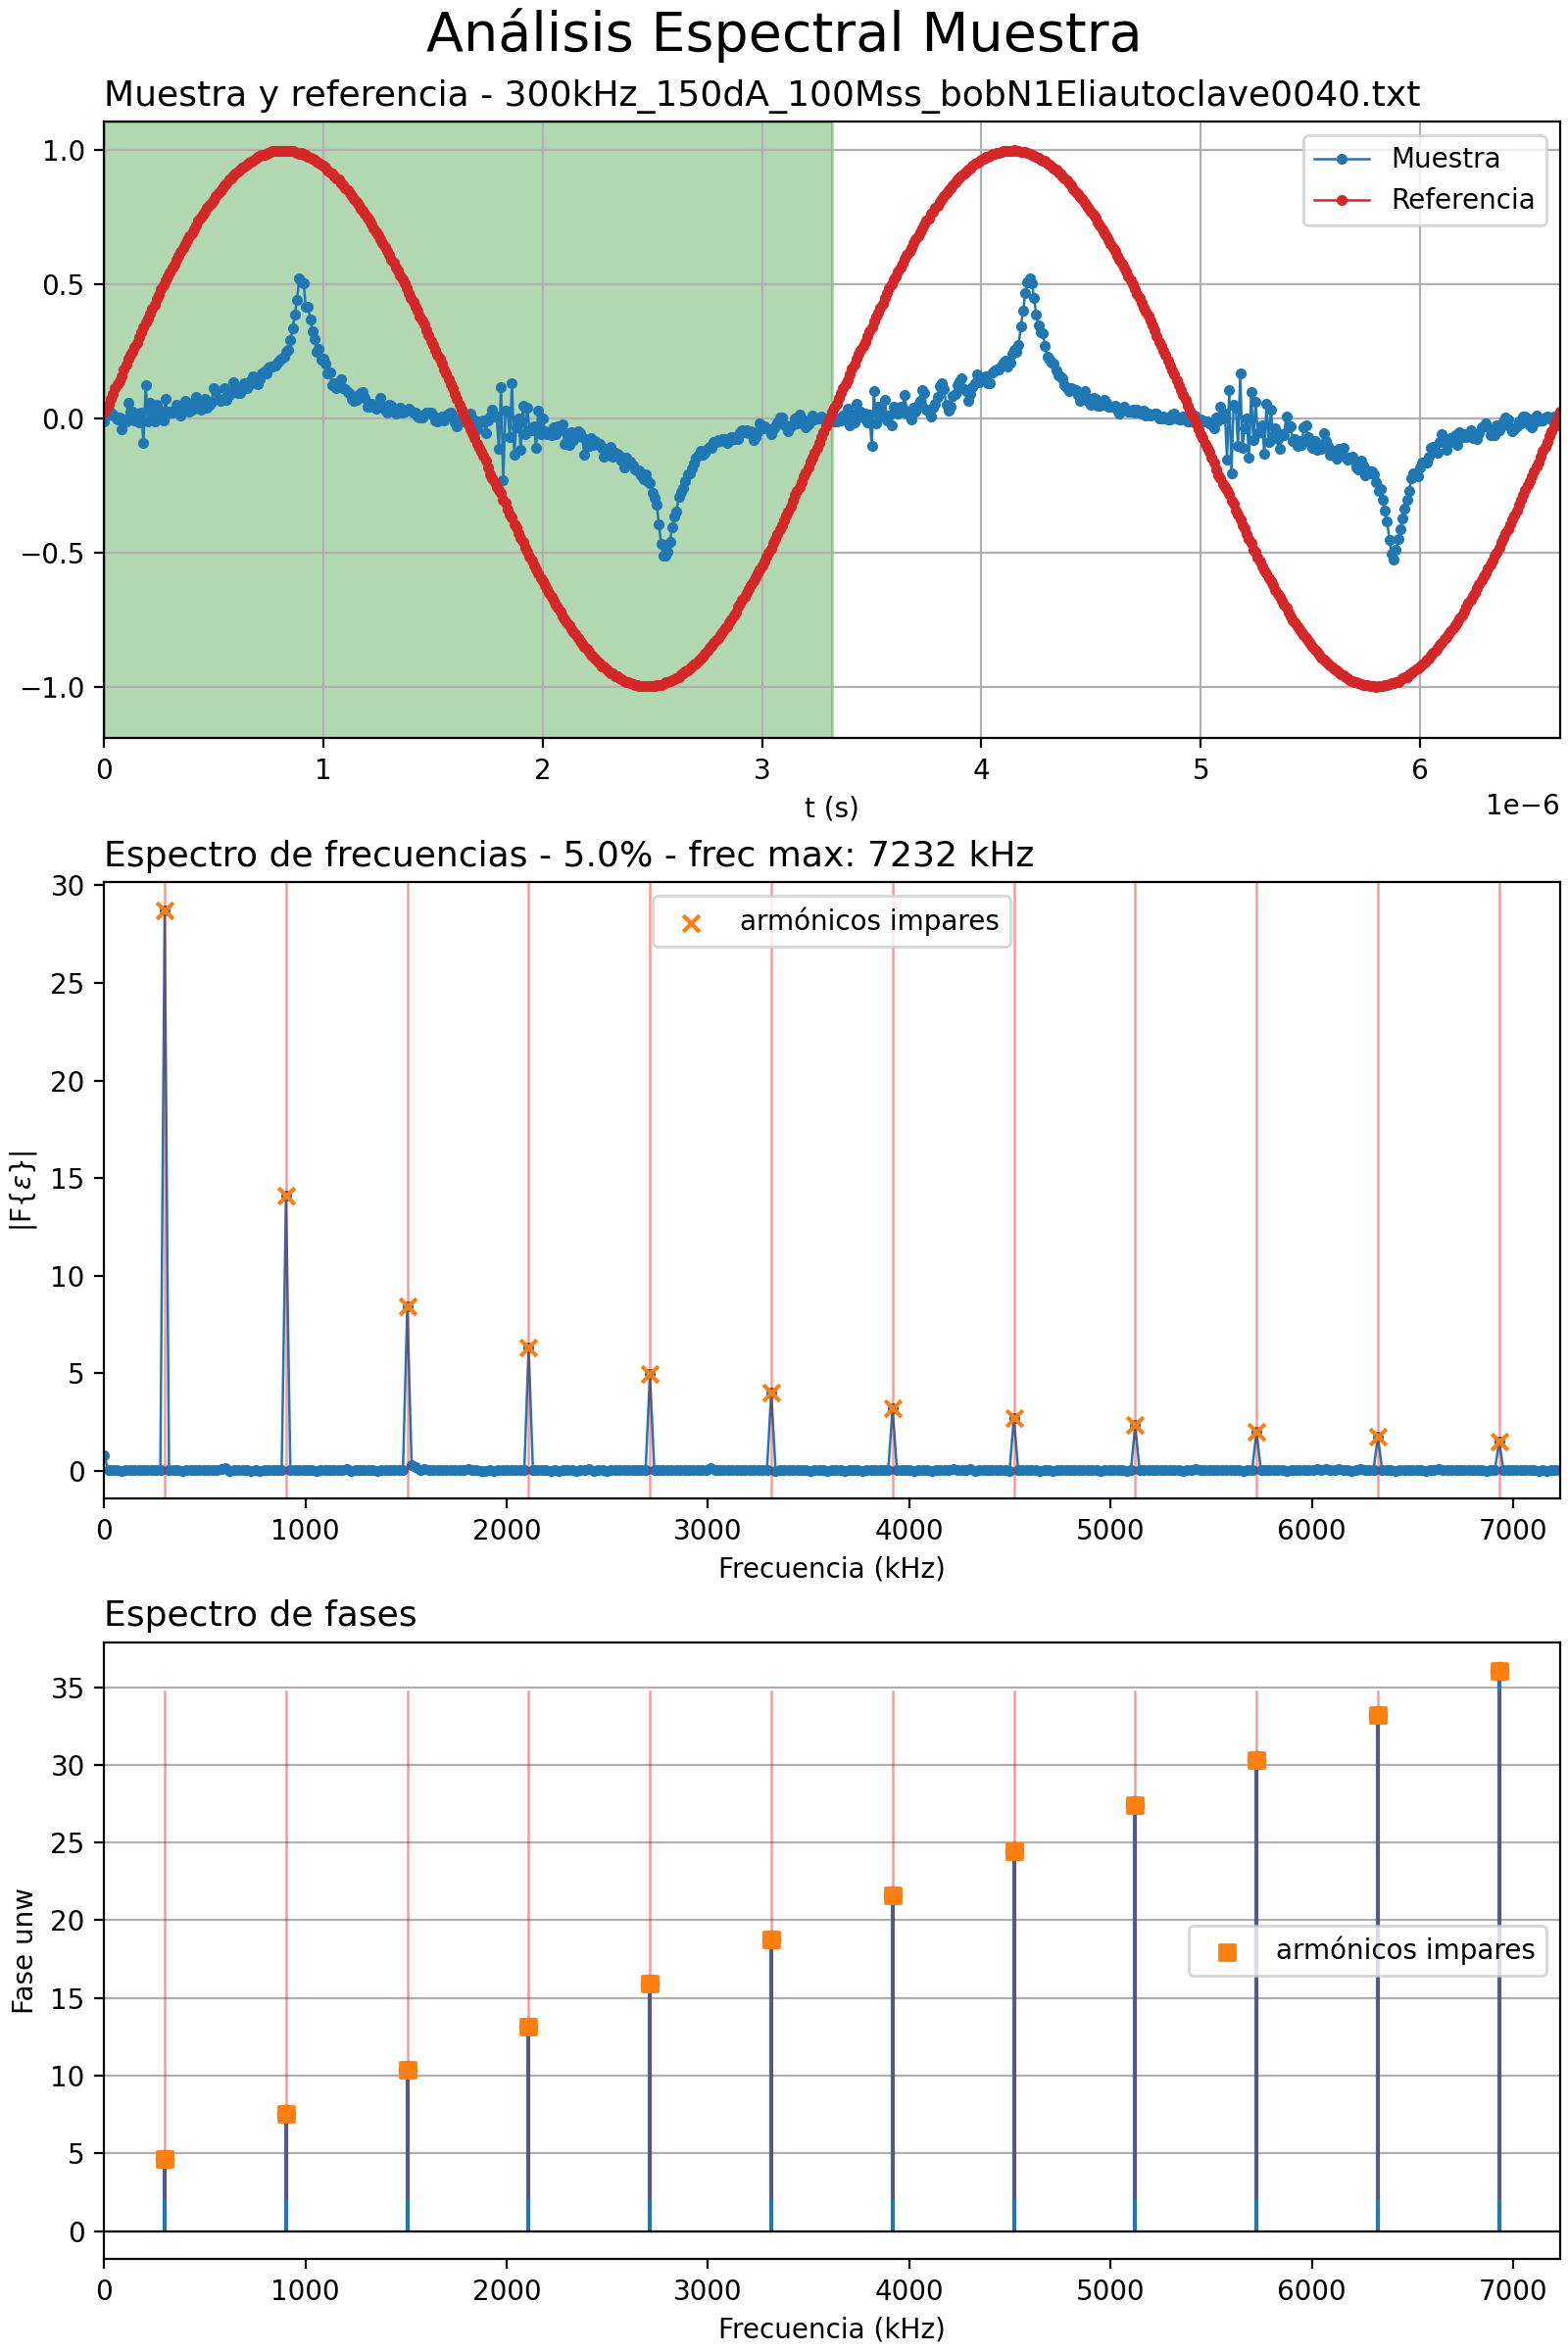 Análisis Espectral Muestra
Muestra y referencia - 300kHz_150dA_100Mss_bobN1Eliautoclave0040.txt
Muestra
Referencia
1.0
0.5
0.0
−0.5
−1.0
0 1 2 3 4 5 6
t (s)
1e−6
Espectro de frecuencias - 5.0% - frec max: 7232 kHz
armónicos impares
30
25
20
15
10
5
0
|F{ε}|
0 1000 2000 3000 4000 5000 6000 7000
Frecuencia (kHz)
Espectro de fases
35
30
25
20
15
10
5
0
Fase unw
armónicos impares
0 1000 2000 3000 4000 5000 6000 7000
Frecuencia (kHz)